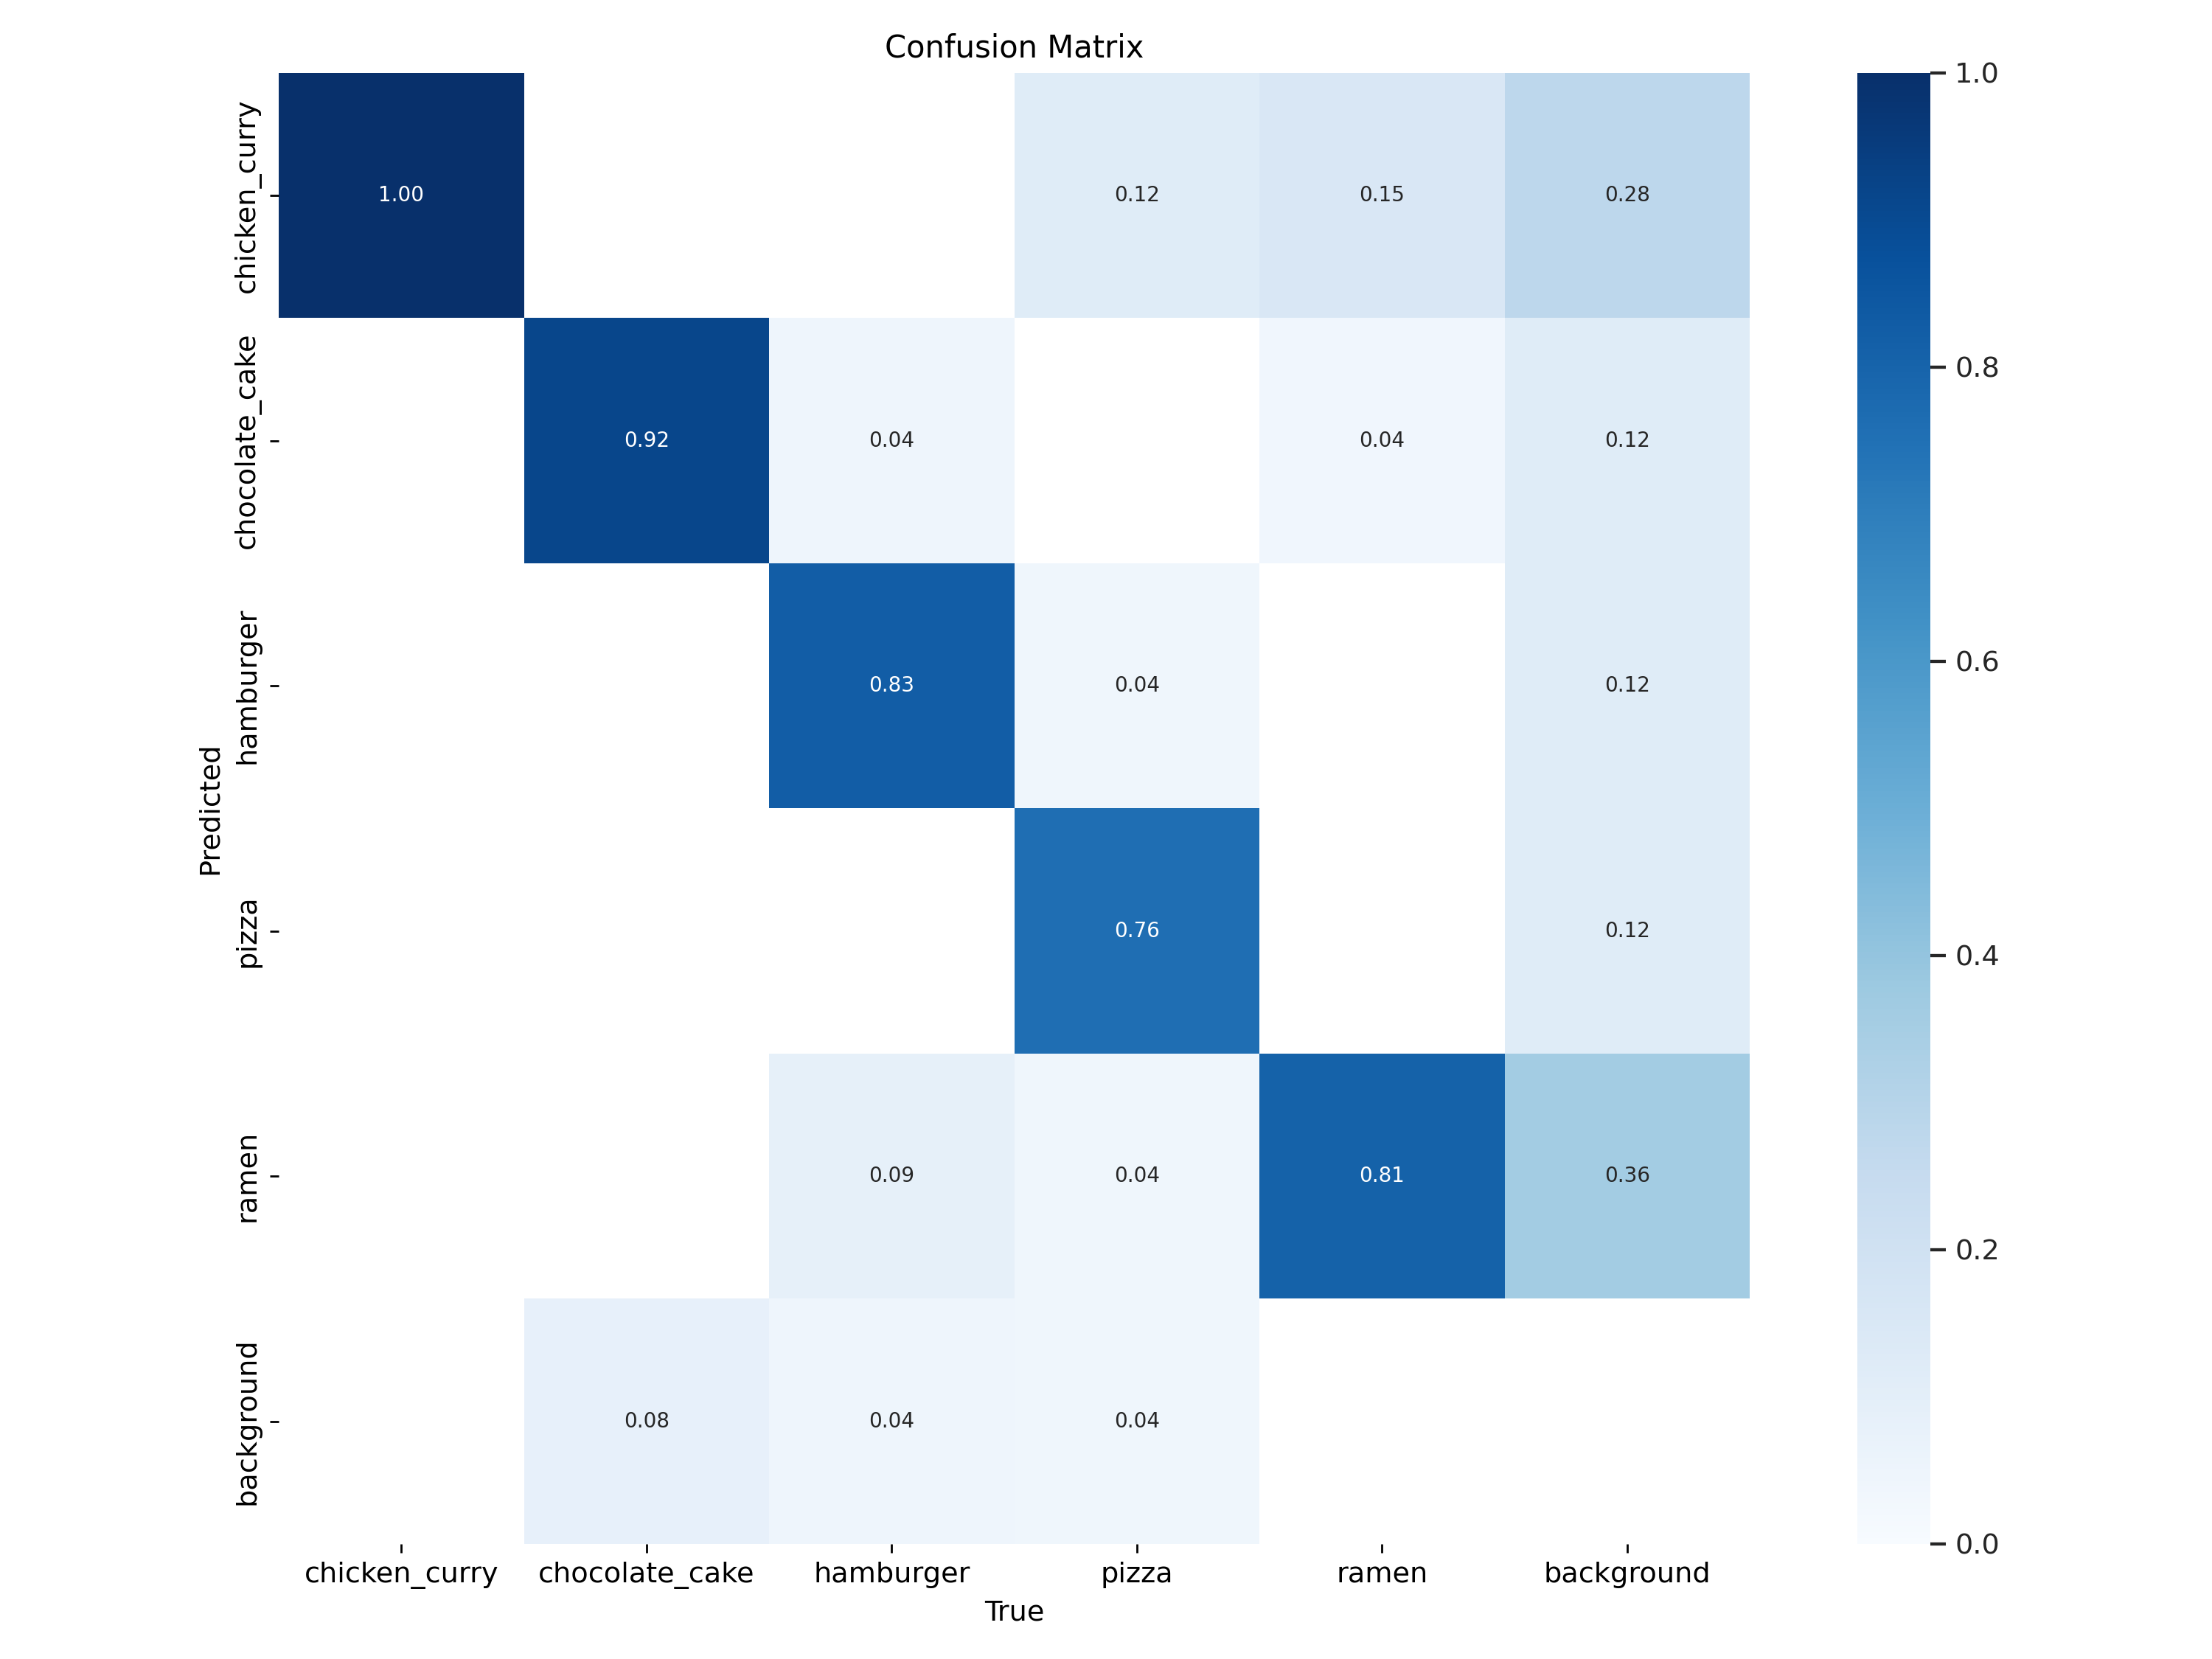 Confusion Matrix
chicken_curry
1.00
0.12
0.15
0.28
chocolate_cake
0.92
0.04
0.04
0.12
hamburger
0.83
0.04
0.12
pizza
0.76
0.12
ramen
0.09
0.04
0.81
0.36
background
0.08
0.04
0.04
Predicted
chicken_curry
chocolate_cake
hamburger
pizza
ramen
background
True
1.0
0.8
0.6
0.4
0.2
0.0